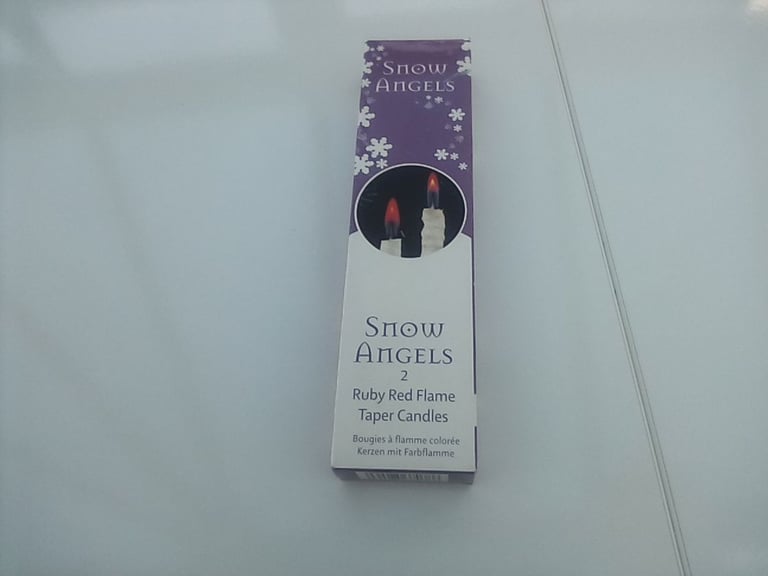 Snow
Angels
Snow
Angels
2
Ruby Red Flame
Taper Candles
Bougies à flamme colorée
Kerzen mit Farbflamme